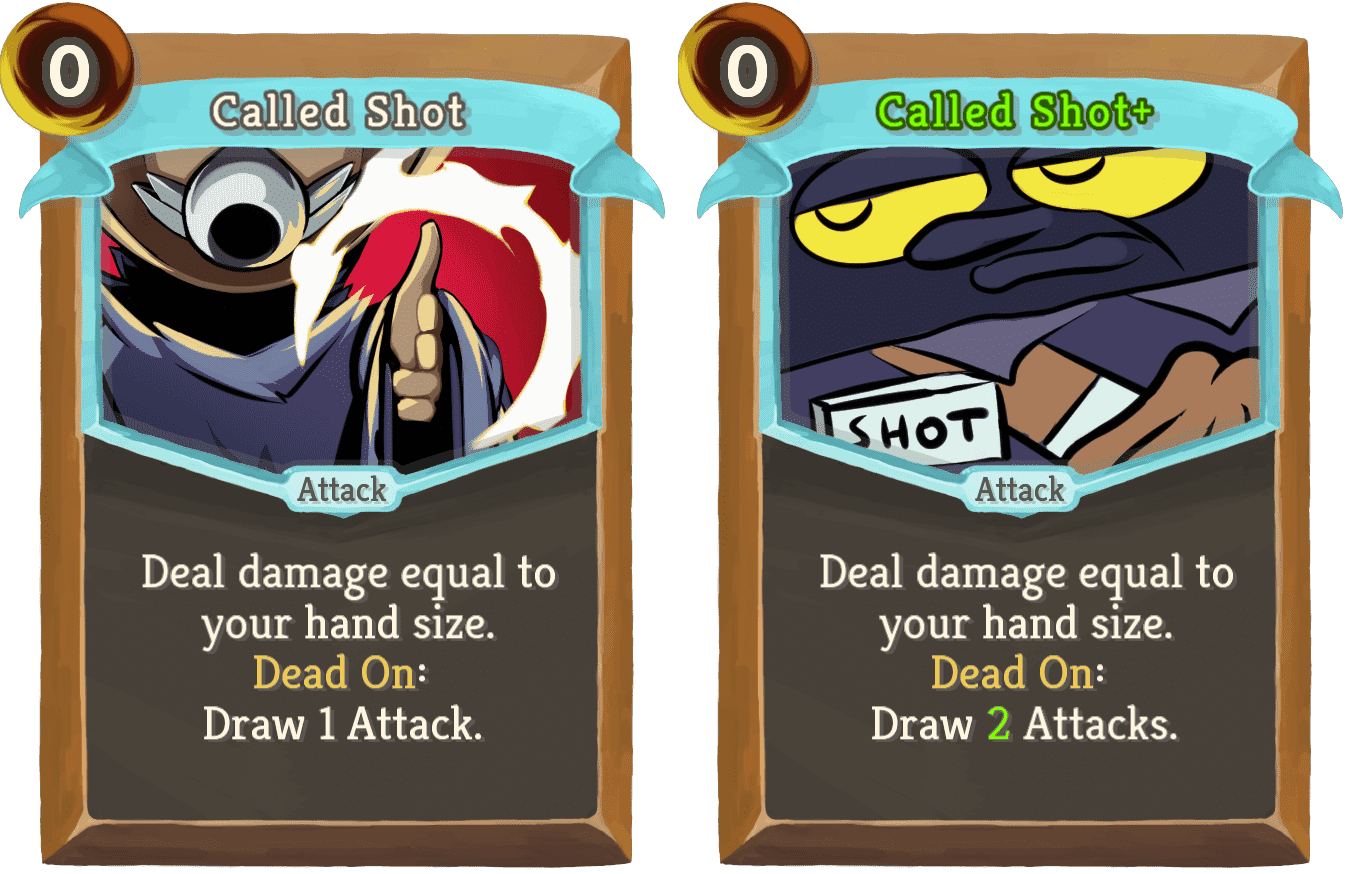 0
Called Shot
Attack
Deal damage equal to
your hand size.
Dead On:
Draw 1 Attack.
0
Called Shot+
SHOT
Attack
Deal damage equal to
your hand size.
Dead On:
Draw 2 Attacks.